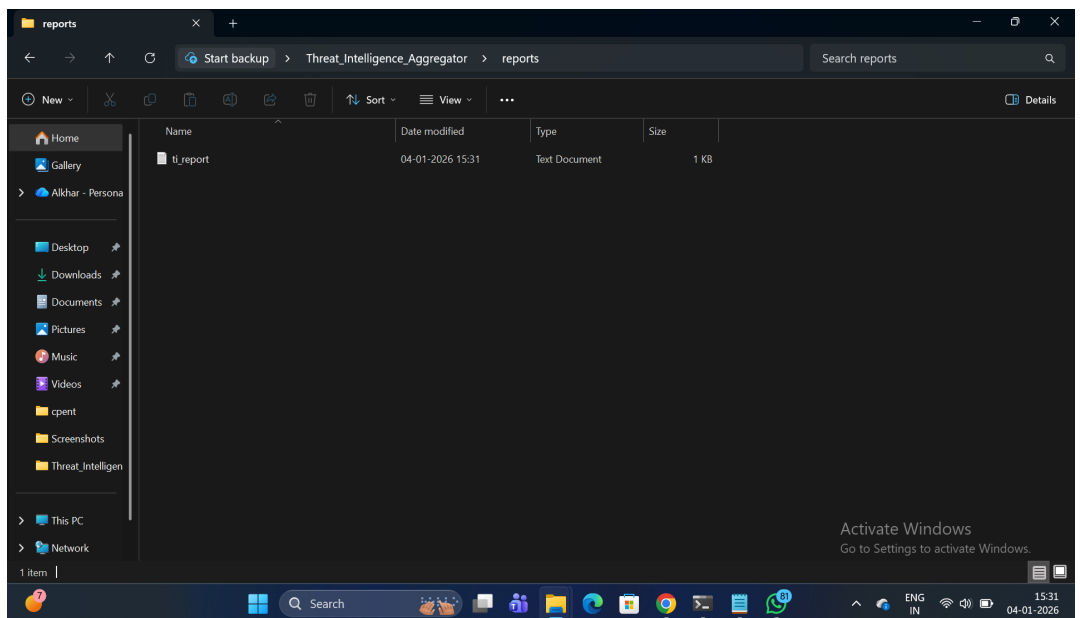 reports
Start backup > Threat_Intelligence_Aggregator > reports
Search reports
New
Sort
View
Details
Name Date modified Type Size
ti_report 04-01-2026 15:31 Text Document 1 KB
Home
Gallery
Alkhar - Persona
Desktop
Downloads
Documents
Pictures
Music
Videos
cpent
Screenshots
Threat_Intelligen
This PC
Network
Activate Windows
Go to Settings to activate Windows.
1 item
7
Search
81
ENG
IN
15:31
04-01-2026